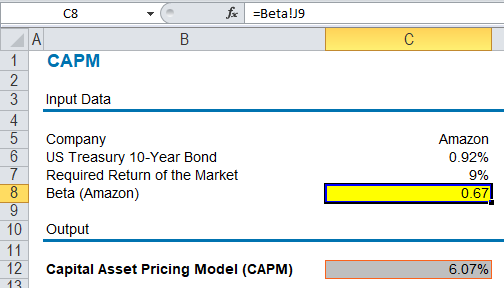 C8 fx =Beta!J9
A B C
1 CAPM
2
3 Input Data
4
5 Company Amazon
6 US Treasury 10-Year Bond 0.92%
7 Required Return of the Market 9%
8 Beta (Amazon) 0.67
9
10 Output
11
12 Capital Asset Pricing Model (CAPM) 6.07%
13